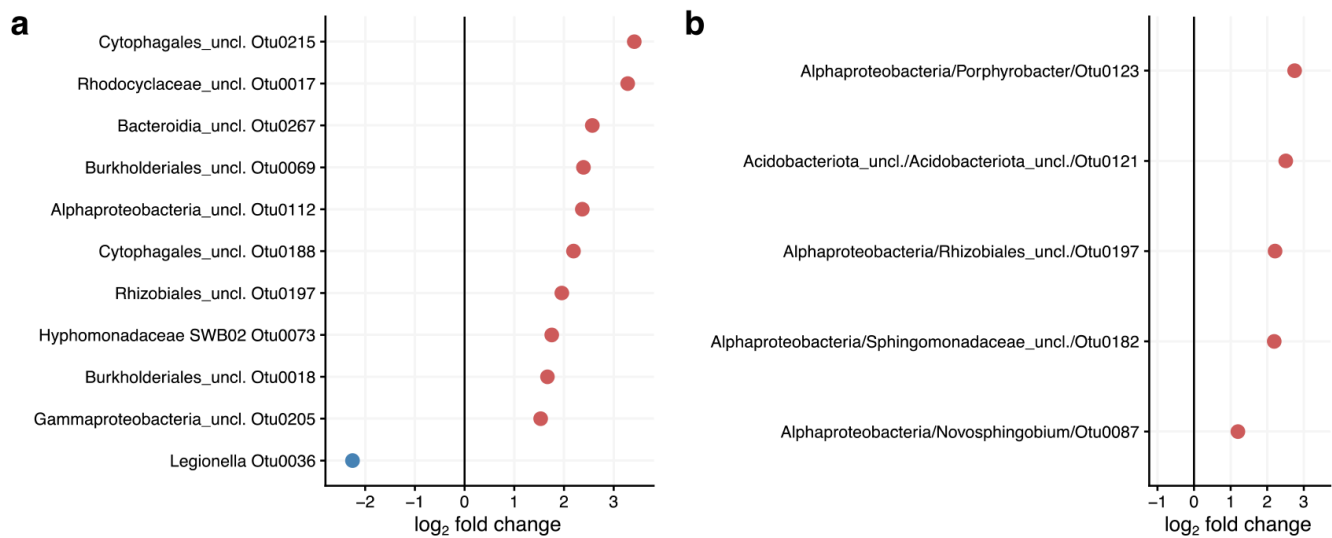 a
Cytophagales_uncl. Otu0215
Rhodocyclaceae_uncl. Otu0017
Bacteroidia_uncl. Otu0267
Burkholderiales_uncl. Otu0069
Alphaproteobacteria_uncl. Otu0112
Cytophagales_uncl. Otu0188
Rhizobiales_uncl. Otu0197
Hyphomonadaceae SWB02 Otu0073
Burkholderiales_uncl. Otu0018
Gammaproteobacteria_uncl. Otu0205
Legionella Otu0036
−2 −1 0 1 2 3
log₂ fold change
b
Alphaproteobacteria/Porphyrobacter/Otu0123
Acidobacteriota_uncl./Acidobacteriota_uncl./Otu0121
Alphaproteobacteria/Rhizobiales_uncl./Otu0197
Alphaproteobacteria/Sphingomonadaceae_uncl./Otu0182
Alphaproteobacteria/Novosphingobium/Otu0087
−1 0 1 2 3
log₂ fold change